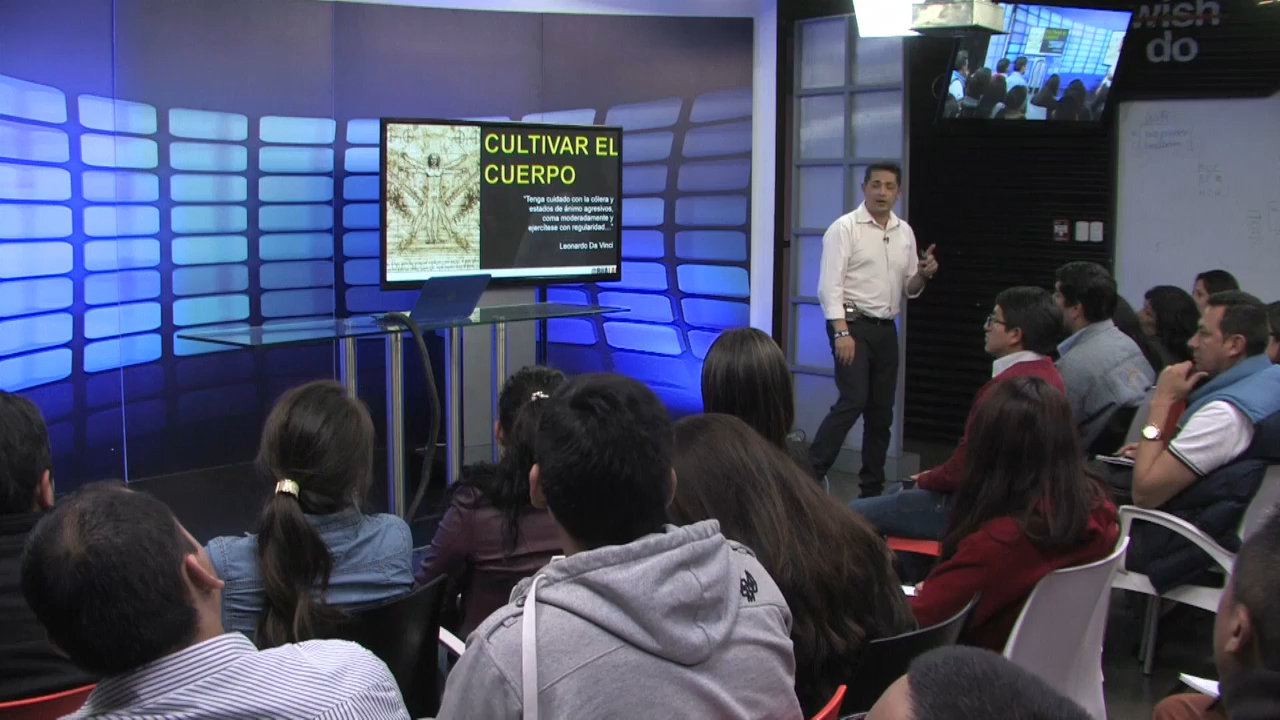 CULTIVAR EL
CUERPO
"Tenga cuidado con la cólera y
estados de ánimo agresivos,
coma moderadamente y
ejercítese con regularidad..."
Leonardo Da Vinci
wish
do